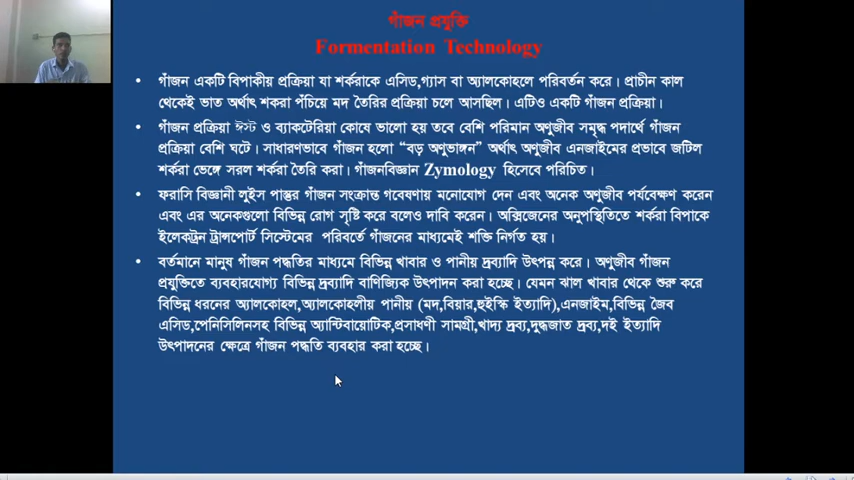 গাঁজন প্রযুক্তি
Formentation Technology
• গাঁজন একটি বিপাকীয় প্রক্রিয়া যা শর্করাকে এসিড,গ্যাস বা অ্যালকোহলে পরিবর্তন করে। প্রাচীন কাল
থেকেই ভাত অর্থাৎ শকরা পঁচিয়ে মদ তৈরির প্রক্রিয়া চলে আসছিল। এটিও একটি গাঁজন প্রক্রিয়া।
• গাঁজন প্রক্রিয়া ঈস্ট ও ব্যাকটেরিয়া কোষে ভালো হয় তবে বেশি পরিমান অণুজীব সমৃদ্ধ পদার্থে গাঁজন
প্রক্রিয়া বেশি ঘটে। সাধারণভাবে গাঁজন হলো “বড় অণুভাঙ্গন” অর্থাৎ অণুজীব এনজাইমের প্রভাবে জটিল
শর্করা ভেঙ্গে সরল শর্করা তৈরি করা। গাঁজনবিজ্ঞান Zymology হিসেবে পরিচিত।
• ফরাসি বিজ্ঞানী লুইস পাস্তুর গাঁজন সংক্রান্ত গবেষণায় মনোযোগ দেন এবং অনেক অণুজীব পর্যবেক্ষণ করেন
এবং এর অনেকগুলো বিভিন্ন রোগ সৃষ্টি করে বলেও দাবি করেন। অক্সিজেনের অনুপস্থিতিতে শর্করা বিপাকে
ইলেকট্রন ট্রান্সপোর্ট সিস্টেমের পরিবর্তে গাঁজনের মাধ্যমেই শক্তি নির্গত হয়।
• বর্তমানে মানুষ গাঁজন পদ্ধতির মাধ্যমে বিভিন্ন খাবার ও পানীয় দ্রব্যাদি উৎপন্ন করে। অণুজীব গাঁজন
প্রযুক্তিতে ব্যবহারযোগ্য বিভিন্ন দ্রব্যাদি বাণিজ্যিক উৎপাদন করা হচ্ছে। যেমন ঝাল খাবার থেকে শুরু করে
বিভিন্ন ধরনের অ্যালকোহল,অ্যালকোহলীয় পানীয় (মদ,বিয়ার,হুইস্কি ইত্যাদি),এনজাইম,বিভিন্ন জৈব
এসিড,পেনিসিলিনসহ বিভিন্ন অ্যান্টিবায়োটিক,প্রসাধণী সামগ্রী,খাদ্য দ্রব্য,দুগ্ধজাত দ্রব্য,দই ইত্যাদি
উৎপাদনের ক্ষেত্রে গাঁজন পদ্ধতি ব্যবহার করা হচ্ছে।